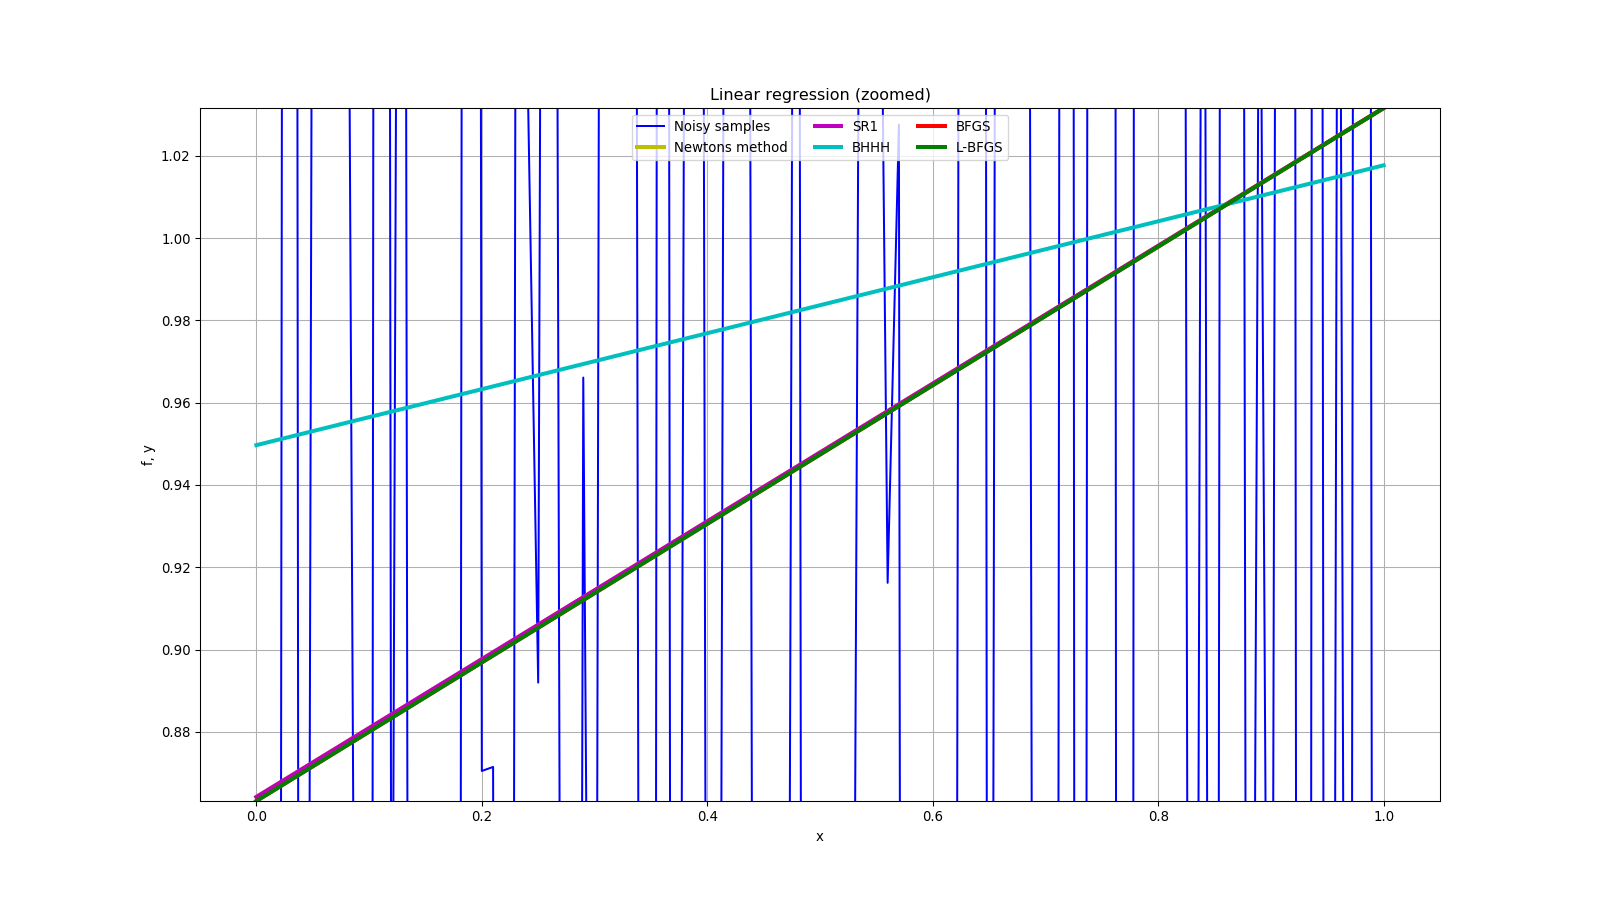 Linear regression (zoomed)
Noisy samples SR1 BFGS
Newtons method BHHH L-BFGS
1.02
1.00
0.98
0.96
0.94
0.92
0.90
0.88
f, y
0.0 0.2 0.4 0.6 0.8 1.0
x